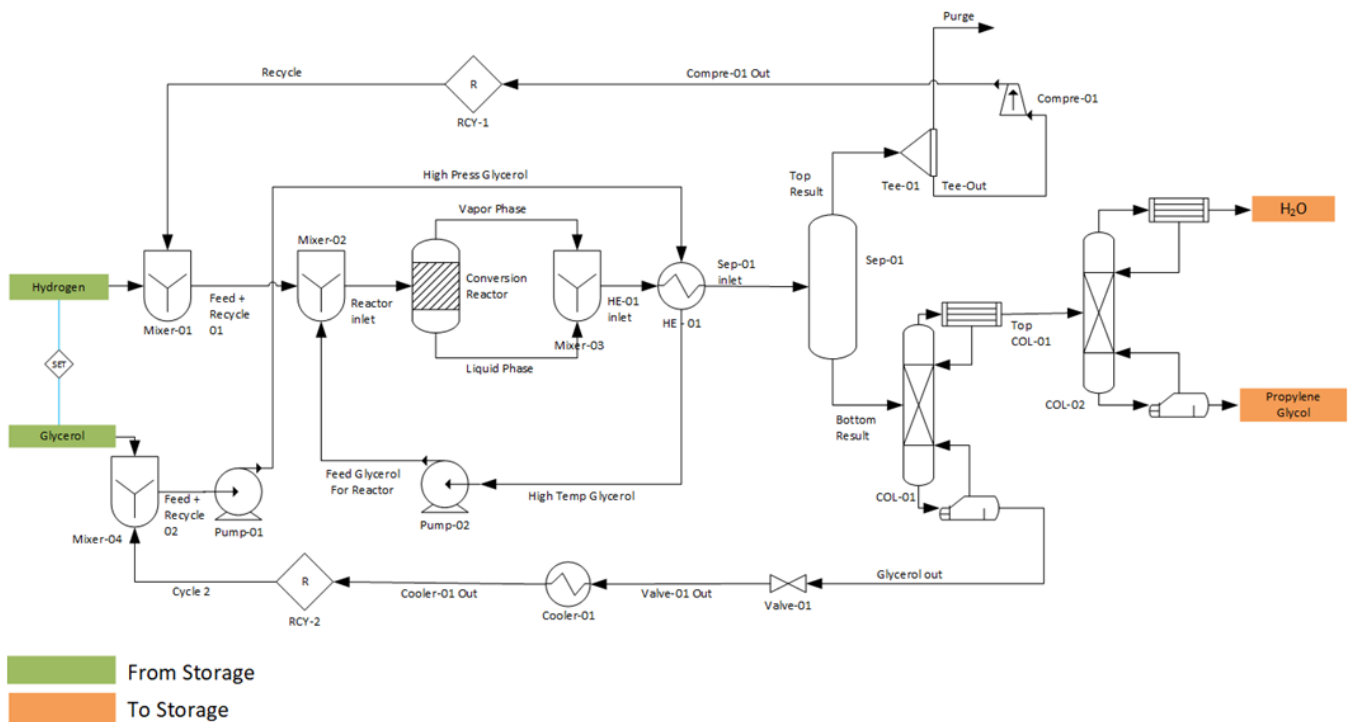 Purge
Recycle
Compre-01 Out
R
RCY-1
Compre-01
High Press Glycerol
Top
Result
Tee-01
Tee-Out
Vapor Phase
Mixer-02
H₂O
Hydrogen
Mixer-01
Feed +
Recycle
01
Reactor
inlet
Conversion
Reactor
Mixer-03
HE-01
inlet
HE - 01
Sep-01
inlet
Sep-01
Top
COL-01
Liquid Phase
SET
COL-02
Propylene
Glycol
Glycerol
Bottom
Result
Feed Glycerol
For Reactor
High Temp Glycerol
COL-01
Mixer-04
Feed +
Recycle
02
Pump-01
Pump-02
Glycerol out
Cycle 2
R
RCY-2
Cooler-01 Out
Cooler-01
Valve-01 Out
Valve-01
From Storage
To Storage